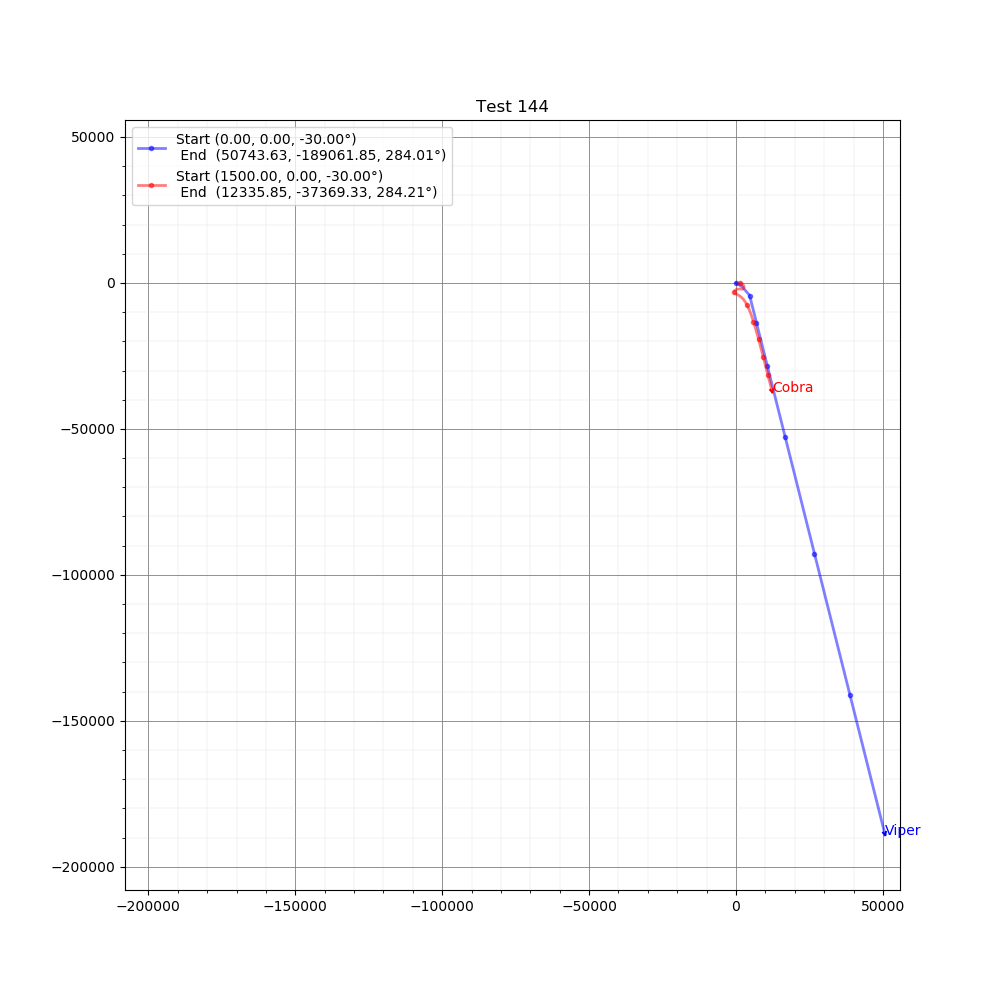 Test 144
Start (0.00, 0.00, -30.00°)
End (50743.63, -189061.85, 284.01°)
Start (1500.00, 0.00, -30.00°)
End (12335.85, -37369.33, 284.21°)
50000
0
−50000
−100000
−150000
−200000
Cobra
Viper
−200000
−150000
−100000
−50000
0
50000